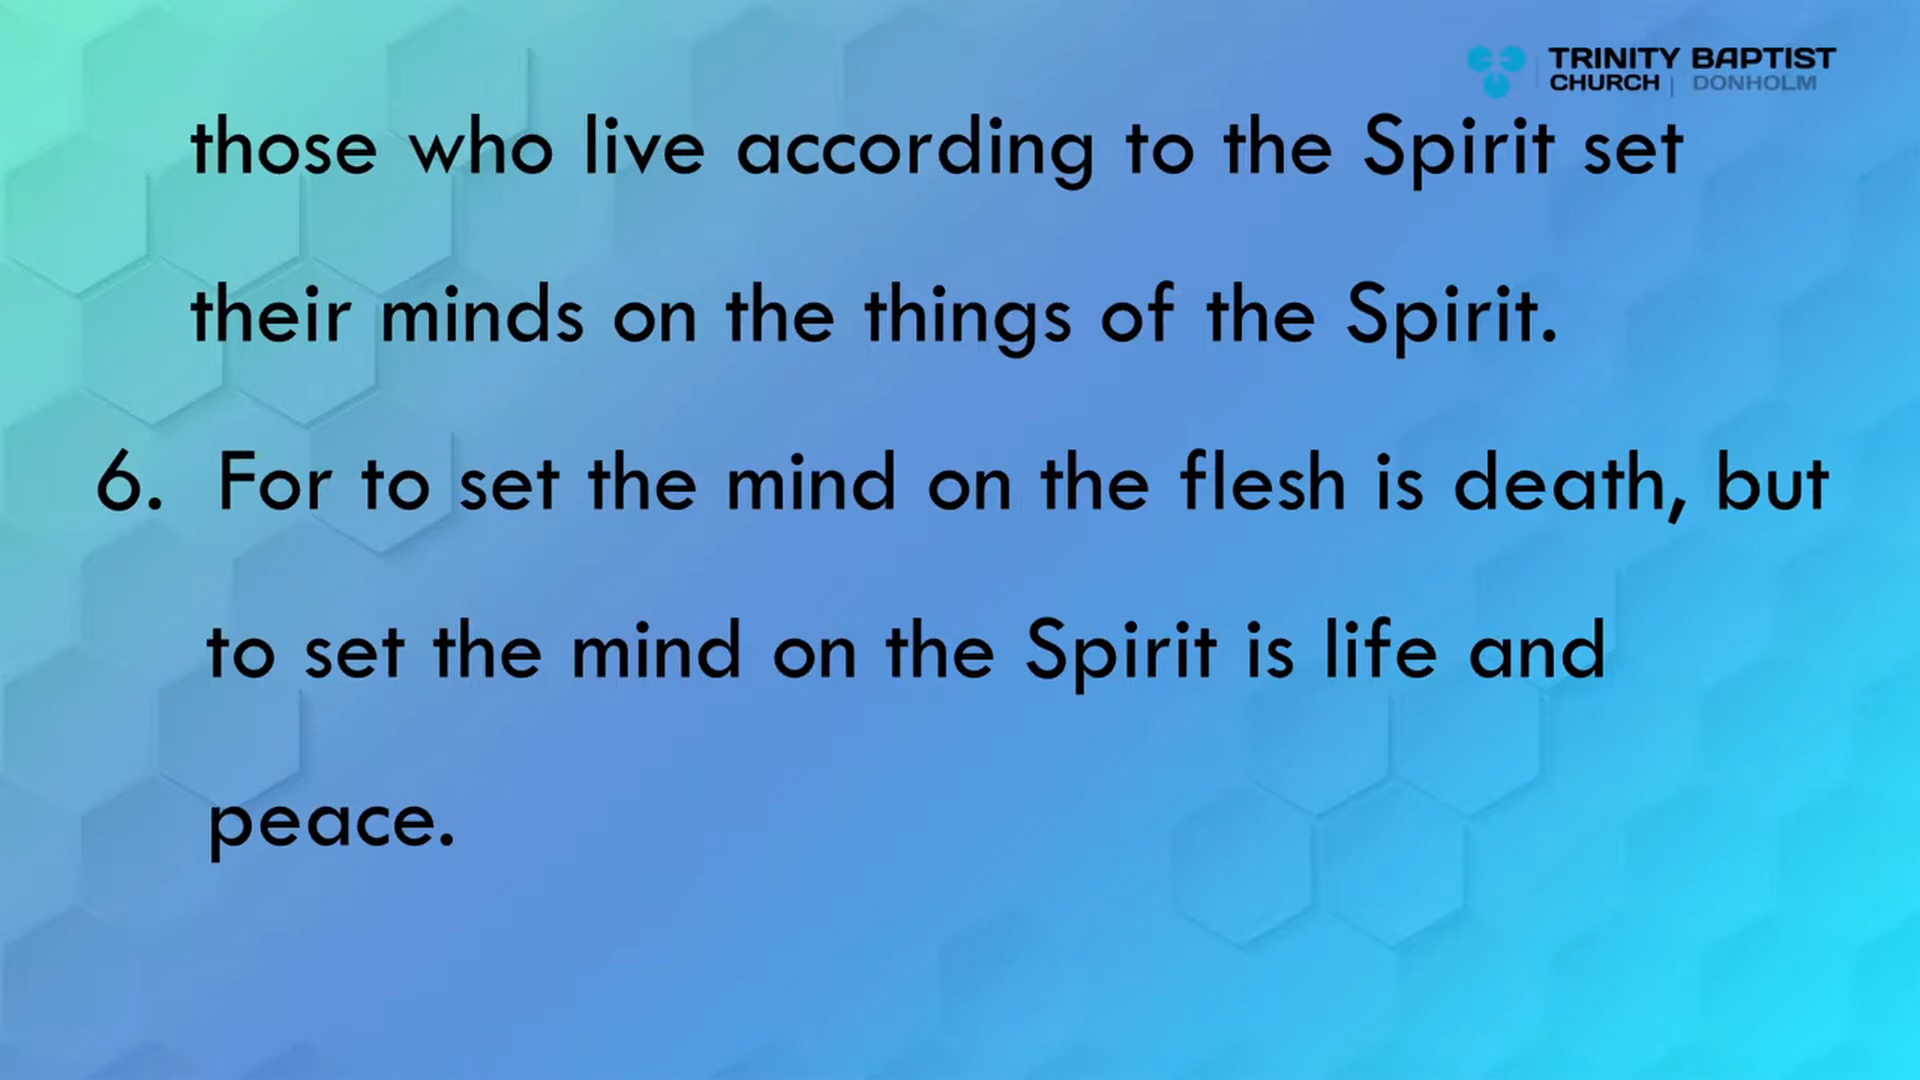 TRINITY BAPTIST
CHURCH | DONHOLM
those who live according to the Spirit set
their minds on the things of the Spirit.
6. For to set the mind on the flesh is death, but
to set the mind on the Spirit is life and
peace.